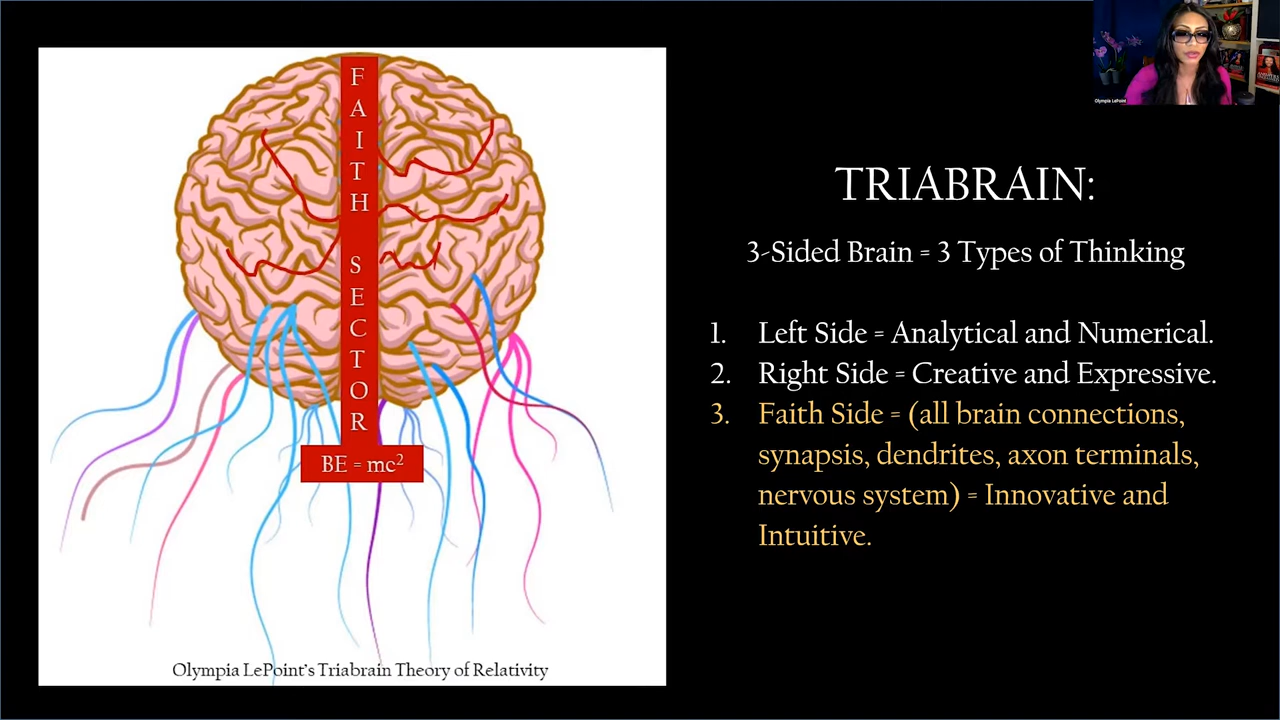 FAITH SECTOR
BE = mc²
Olympia LePoint's Triabrain Theory of Relativity
TRIABRAIN:
3-Sided Brain = 3 Types of Thinking
1. Left Side = Analytical and Numerical.
2. Right Side = Creative and Expressive.
3. Faith Side = (all brain connections,
synapsis, dendrites, axon terminals,
nervous system) = Innovative and
Intuitive.
Olympia LePoint